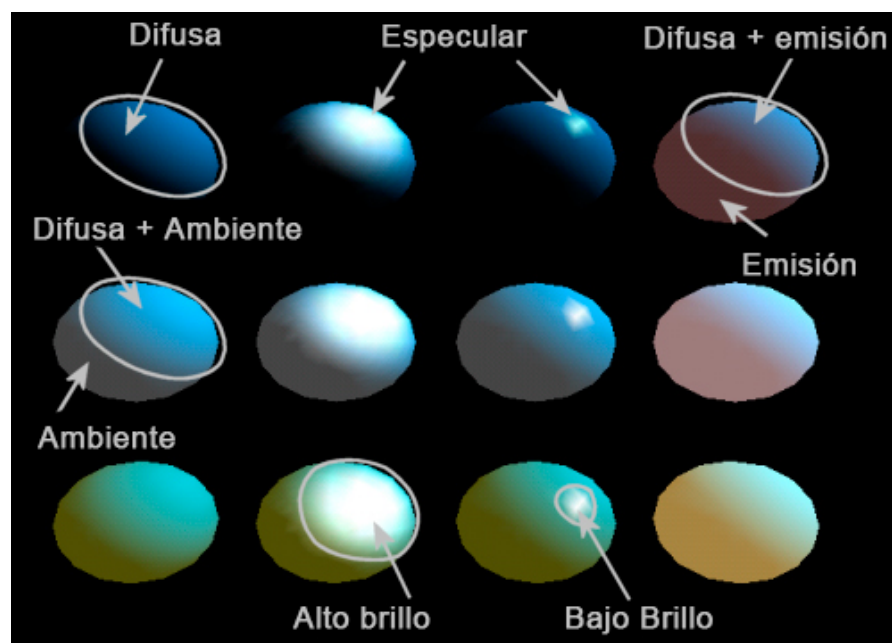 Difusa
Especular
Difusa + emisión
Difusa + Ambiente
Emisión
Ambiente
Alto brillo
Bajo Brillo